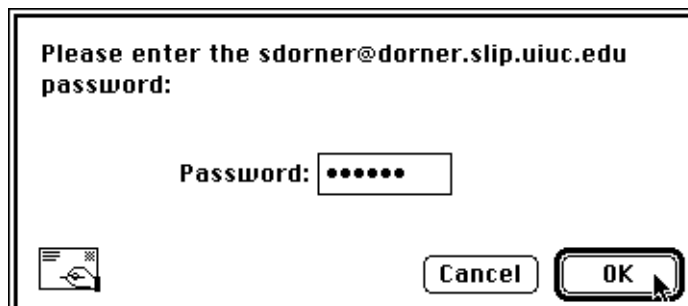 Please enter the sdorner@dorner.slip.uiuc.edu
password:
Password: ••••••
Cancel OK